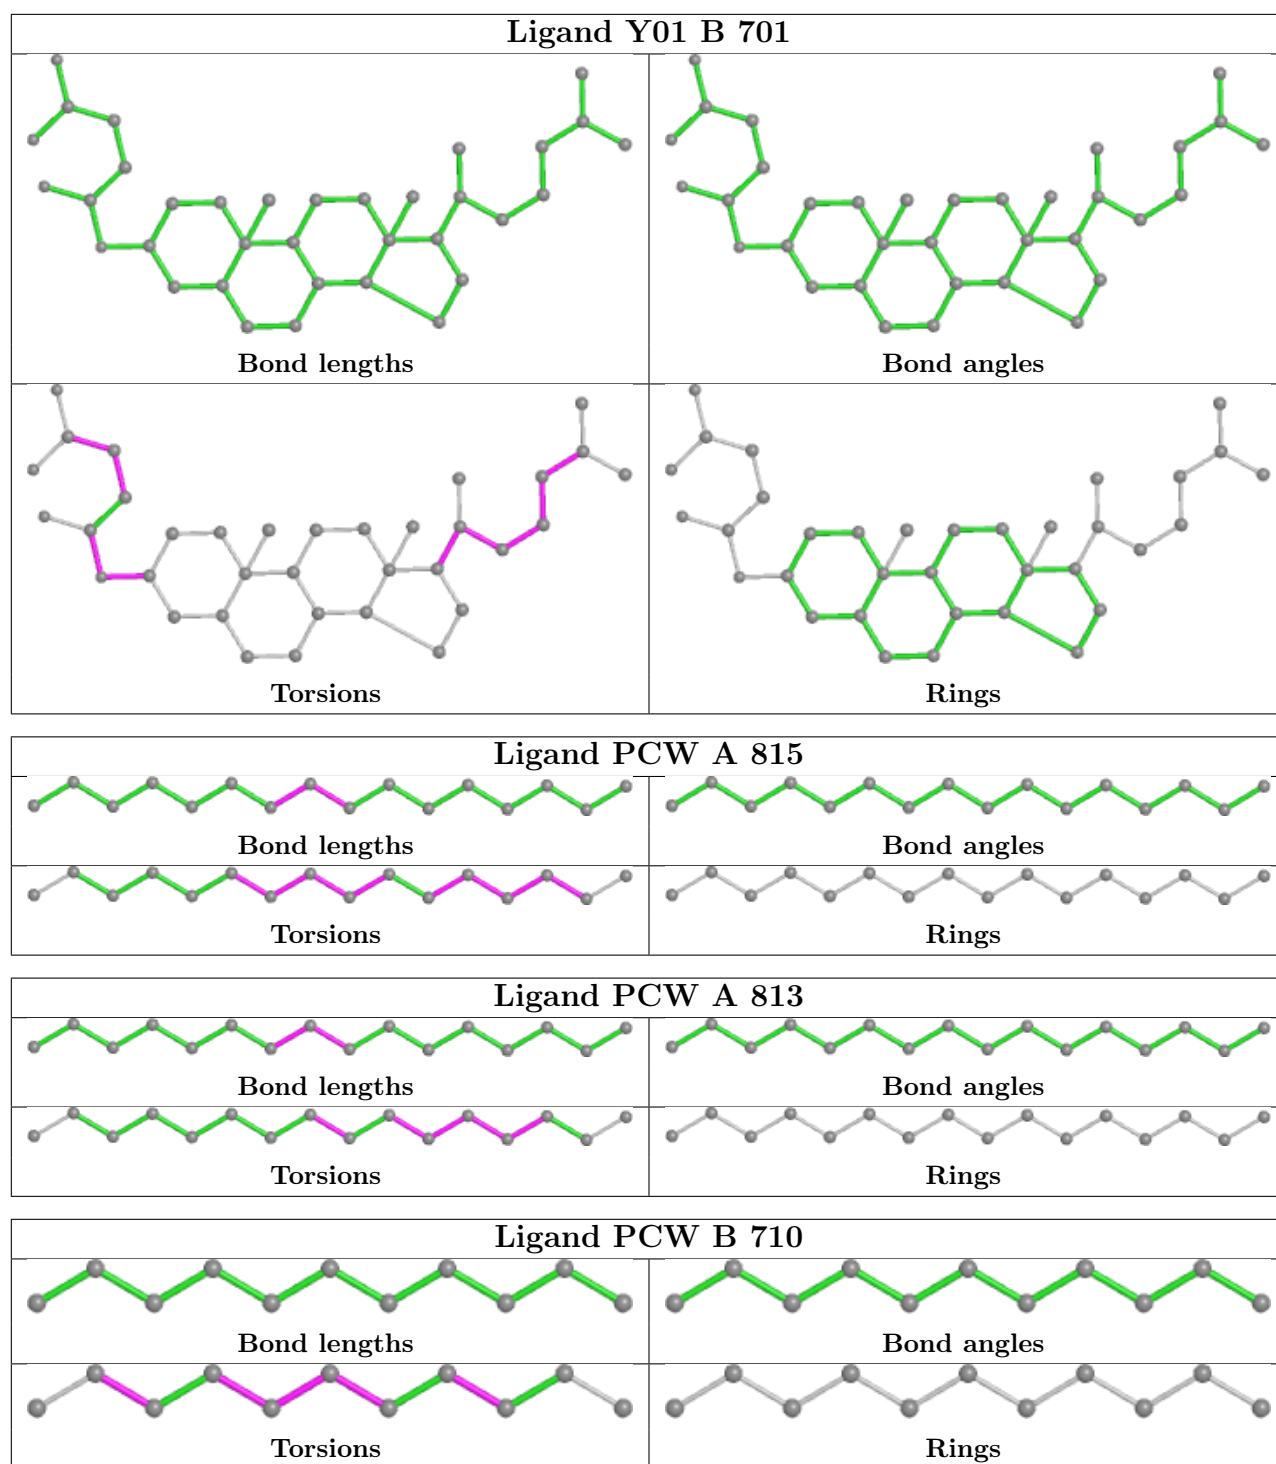 Ligand Y01 B 701
Bond lengths
Bond angles
Torsions
Rings
Ligand PCW A 815
Bond lengths
Bond angles
Torsions
Rings
Ligand PCW A 813
Bond lengths
Bond angles
Torsions
Rings
Ligand PCW B 710
Bond lengths
Bond angles
Torsions
Rings